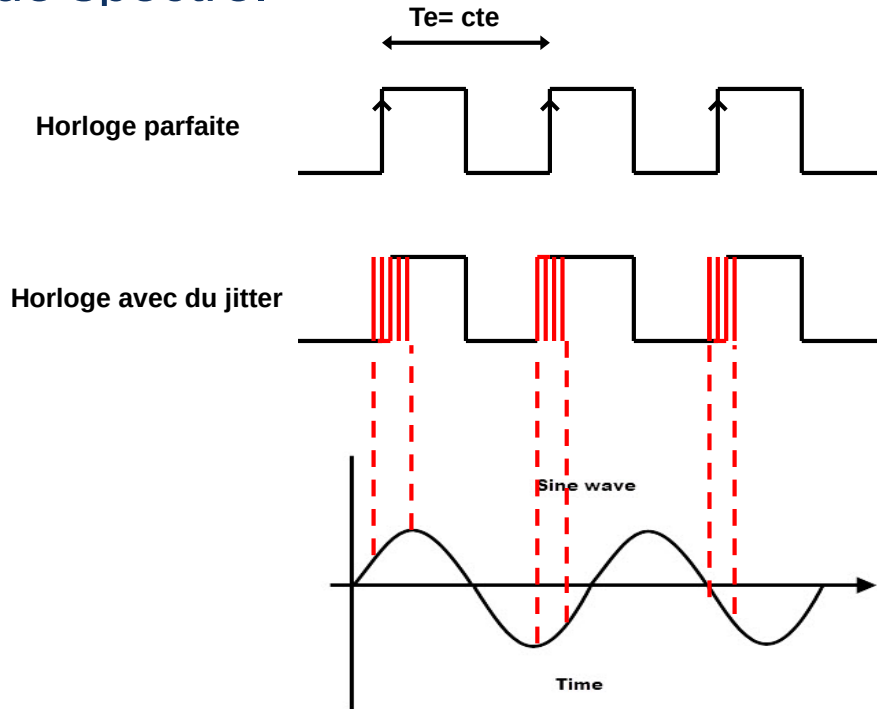 Te= cte
Horloge parfaite
Horloge avec du jitter
Sine wave
Time